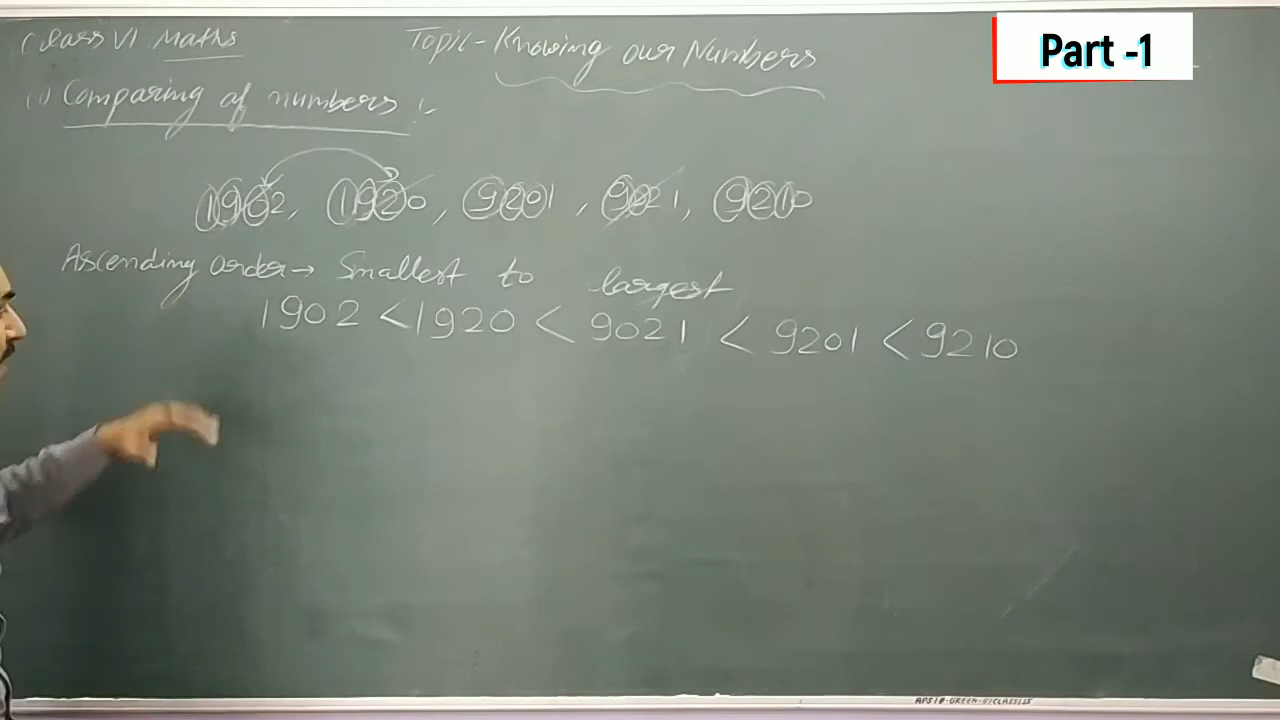 Class VI Maths Topic - Knowing our Numbers
Part -1
(i) Comparing of numbers :-
1902, 1920, 9201, 9021, 9210
Ascending order → Smallest to largest
1902 < 1920 < 9021 < 9201 < 9210